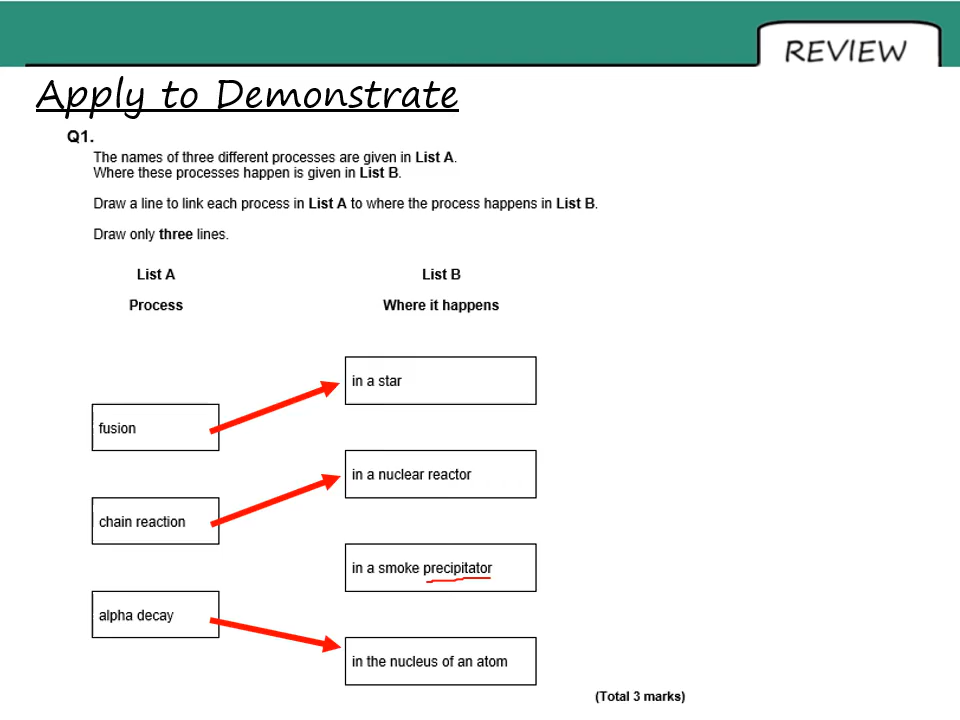 REVIEW
Apply to Demonstrate
Q1.
The names of three different processes are given in List A.
Where these processes happen is given in List B.
Draw a line to link each process in List A to where the process happens in List B.
Draw only three lines.
List A
List B
Process
Where it happens
in a star
fusion
in a nuclear reactor
chain reaction
in a smoke precipitator
alpha decay
in the nucleus of an atom
(Total 3 marks)